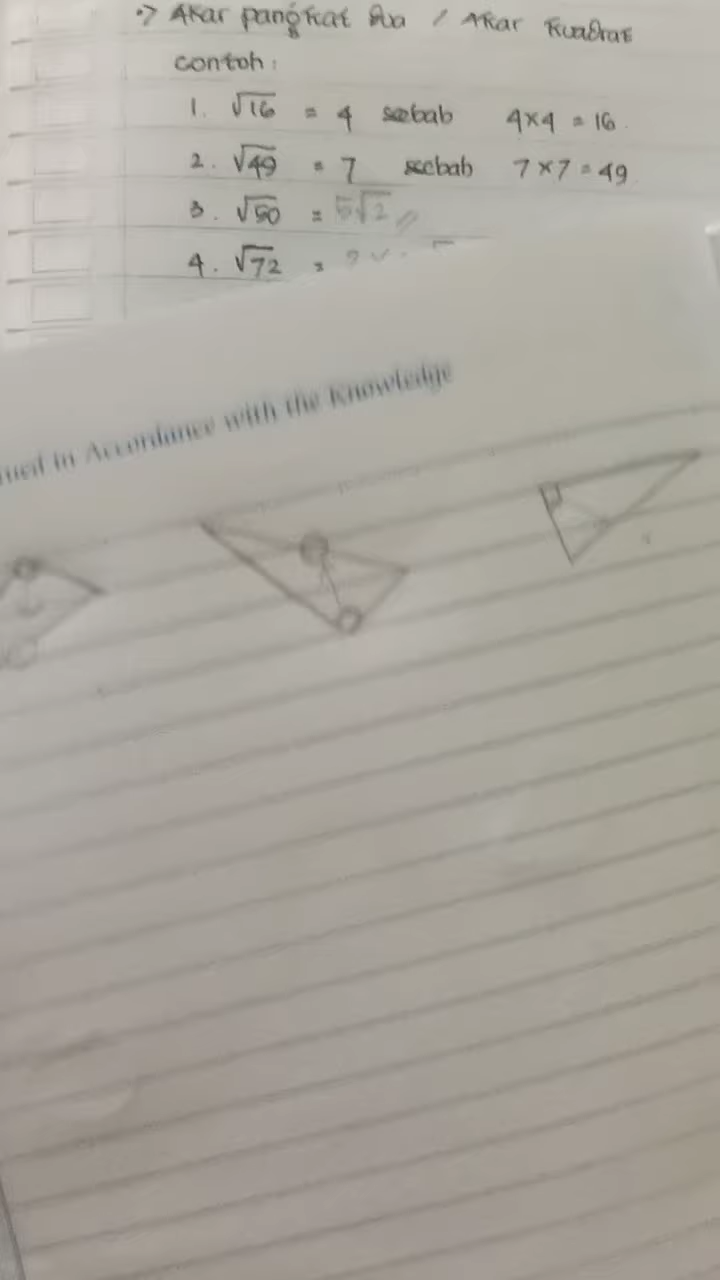 •> Akar pangkat Dua / Akar Kuadrat
contoh:
1. √16 = 4 sebab 4×4 = 16
2. √49 = 7 sebab 7×7 = 49
3. √50 = 5√2 //
4. √72 =
in Accordance with the Knowledge